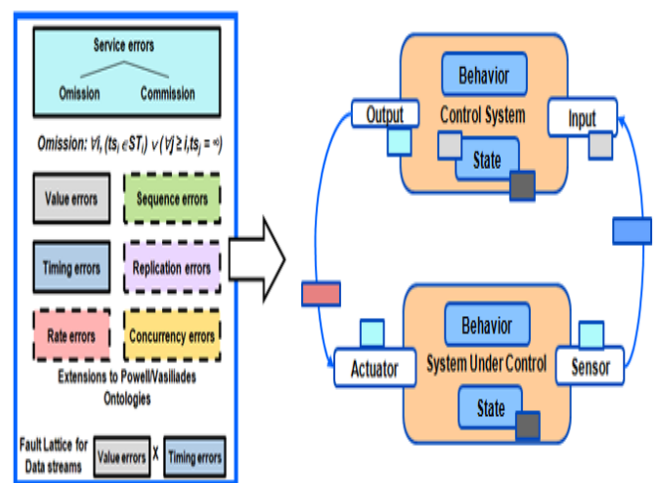 Service errors
Omission Commission
Omission: ∀i, (tsᵢ ∈ STᵢ) ∨ (∀j ≥ i, tsⱼ = ∞)
Value errors
Sequence errors
Timing errors
Replication errors
Rate errors
Concurrency errors
Extensions to Powell/Vasiliades
Ontologies
Fault Lattice for
Data streams
Value errors X Timing errors
Behavior
Output
Control System
Input
State
Behavior
Actuator
System Under Control
Sensor
State